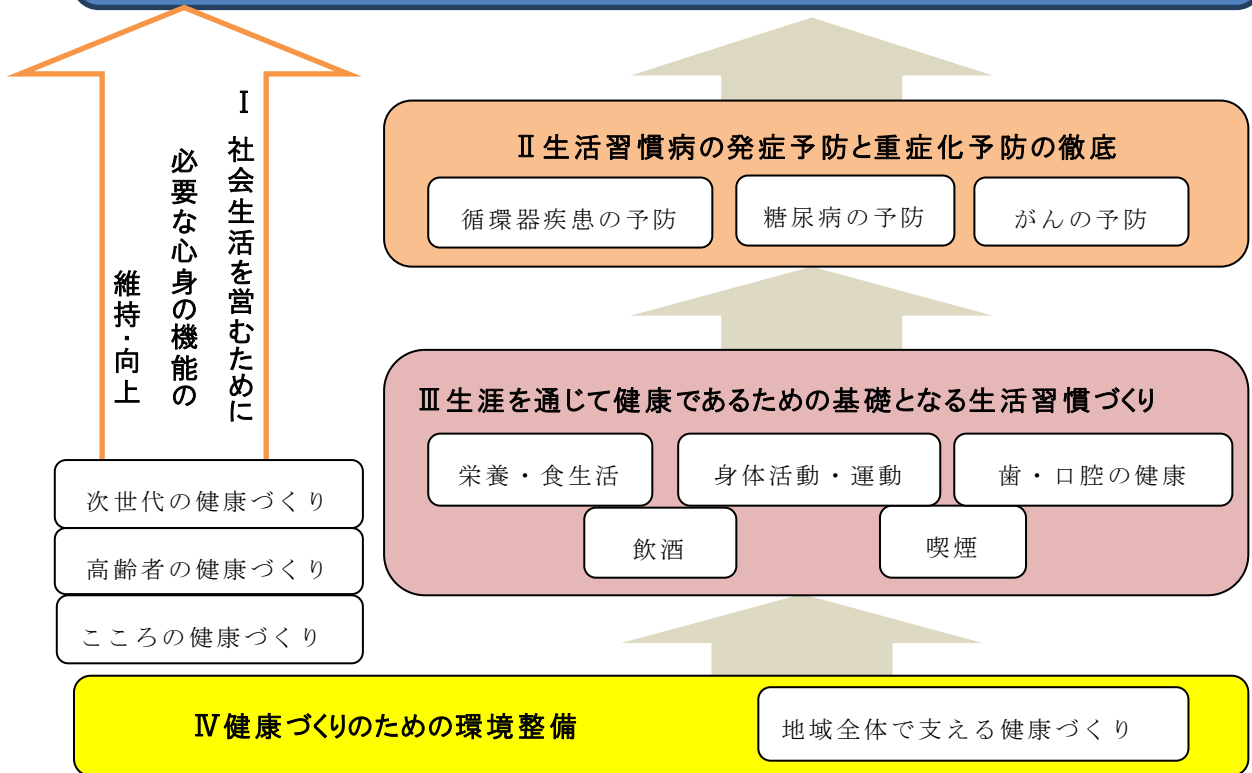 Ⅰ 社会生活を営むために
必要な心身の機能の
維持・向上
次世代の健康づくり
高齢者の健康づくり
こころの健康づくり
Ⅱ生活習慣病の発症予防と重症化予防の徹底
循環器疾患の予防
糖尿病の予防
がんの予防
Ⅲ生涯を通じて健康であるための基礎となる生活習慣づくり
栄養・食生活
身体活動・運動
歯・口腔の健康
飲酒
喫煙
Ⅳ健康づくりのための環境整備
地域全体で支える健康づくり